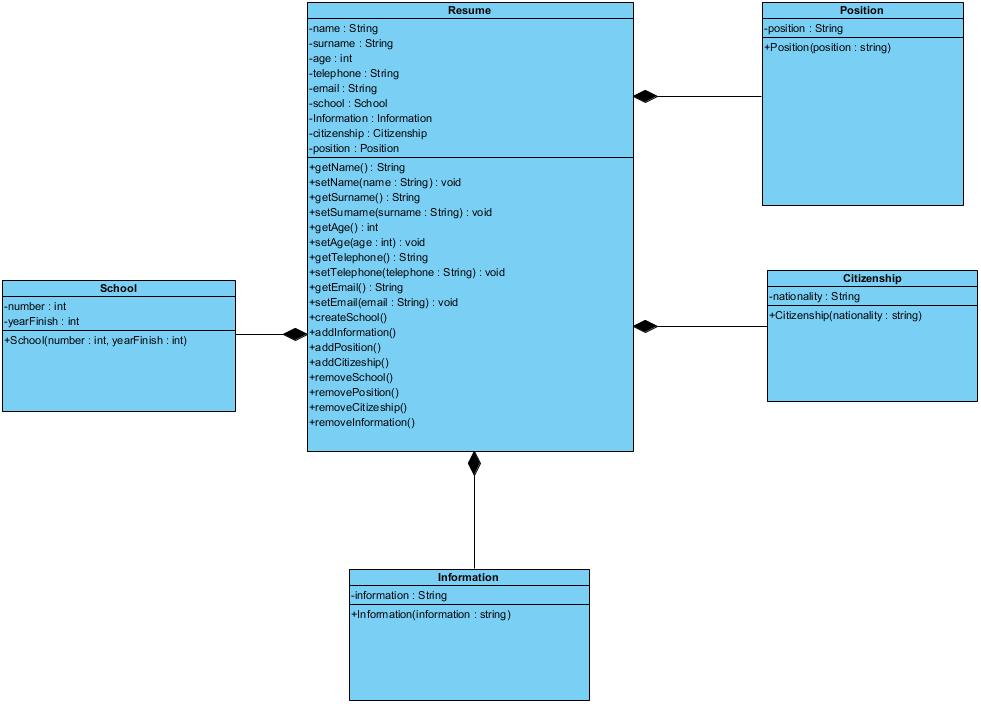 Resume
-name : String
-surname : String
-age : int
-telephone : String
-email : String
-school : School
-Information : Information
-citizenship : Citizenship
-position : Position
+getName() : String
+setName(name : String) : void
+getSurname() : String
+setSurname(surname : String) : void
+getAge() : int
+setAge(age : int) : void
+getTelephone() : String
+setTelephone(telephone : String) : void
+getEmail() : String
+setEmail(email : String) : void
+createSchool()
+addInformation()
+addPosition()
+addCitizeship()
+removeSchool()
+removePosition()
+removeCitizeship()
+removeInformation()
Position
-position : String
+Position(position : string)
School
-number : int
-yearFinish : int
+School(number : int, yearFinish : int)
Citizenship
-nationality : String
+Citizenship(nationality : string)
Information
-information : String
+Information(information : string)